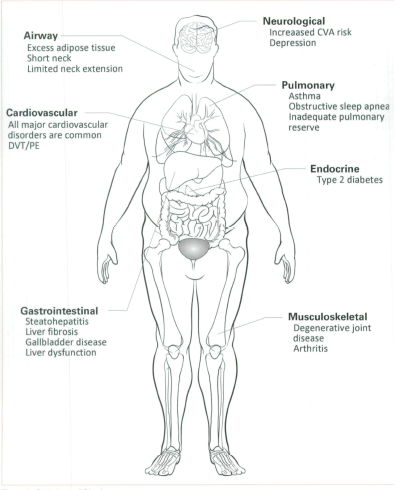 Neurological
Increaased CVA risk
Depression
Airway
Excess adipose tissue
Short neck
Limited neck extension
Pulmonary
Asthma
Obstructive sleep apnea
Inadequate pulmonary
reserve
Cardiovascular
All major cardiovascular
disorders are common
DVT/PE
Endocrine
Type 2 diabetes
Gastrointestinal
Steatohepatitis
Liver fibrosis
Gallbladder disease
Liver dysfunction
Musculoskeletal
Degenerative joint
disease
Arthritis